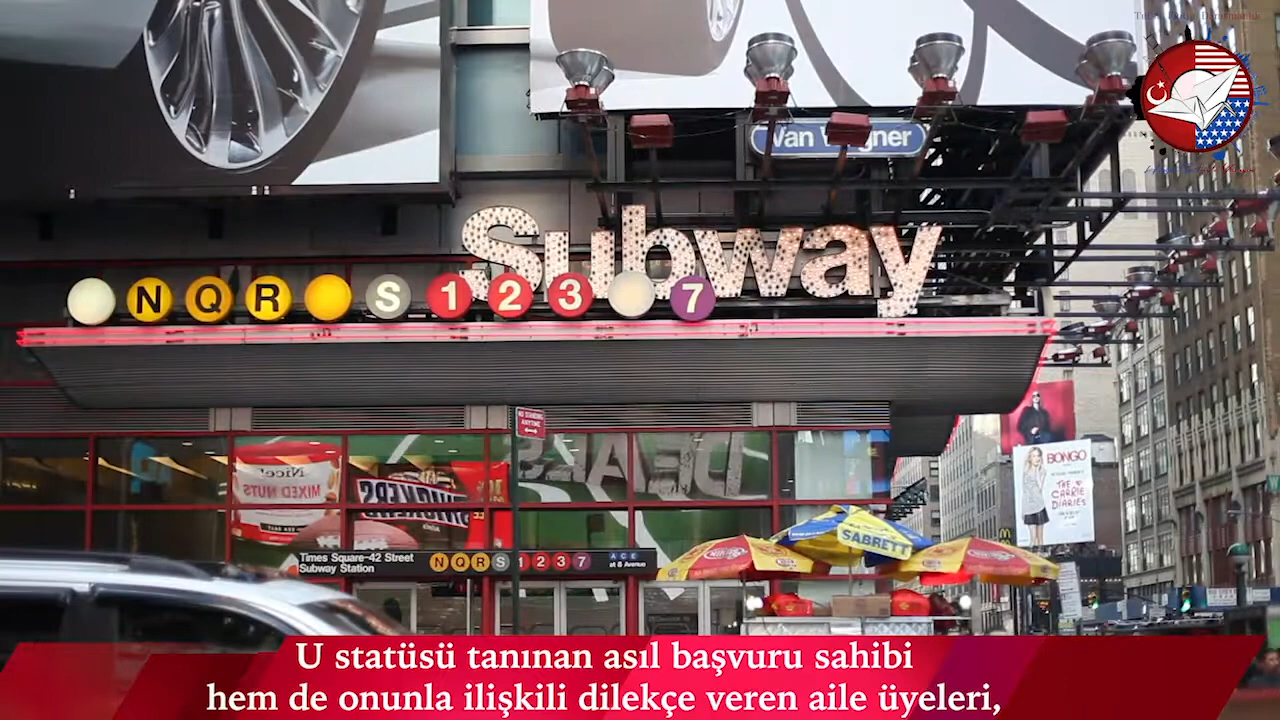 Van Wagner
Subway
N Q R S 1 2 3 7
Nice!
MIXED NUTS
SNICKERS
DEALS
NO STANDING
ANYTIME
BONGO
THE
CARRIE
DIARIES
SABRETT
Times Square-42 Street
Subway Station
N Q R S 1 2 3 7
A C E
at 8 Avenue
U statüsü tanınan asıl başvuru sahibi
hem de onunla ilişkili dilekçe veren aile üyeleri,